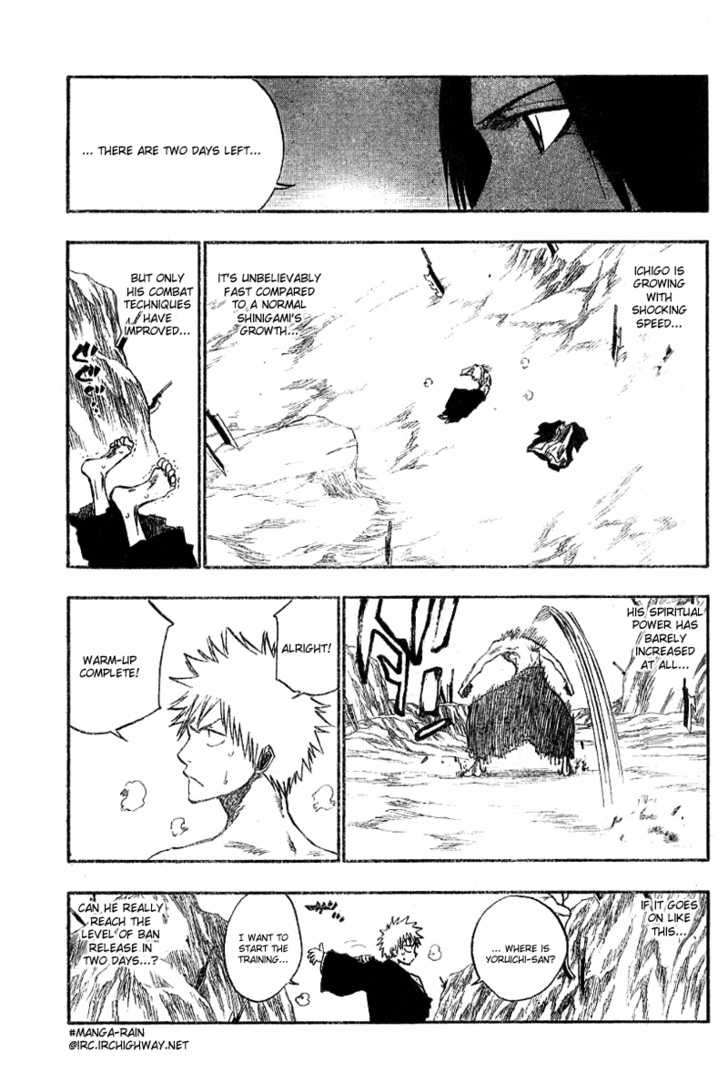 ... THERE ARE TWO DAYS LEFT...
ICHIGO IS
GROWING
WITH
SHOCKING
SPEED...
IT'S UNBELIEVABLY
FAST COMPARED
TO A NORMAL
SHINIGAMI'S
GROWTH...
BUT ONLY
HIS COMBAT
TECHNIQUES
HAVE
IMPROVED...
HIS SPIRITUAL
POWER HAS
BARELY
INCREASED
AT ALL...
ALRIGHT!
WARM-UP
COMPLETE!
IF IT GOES
ON LIKE
THIS...
... WHERE IS
YORUICHI-SAN?
I WANT TO
START THE
TRAINING...
CAN HE REALLY
REACH THE
LEVEL OF BAN
RELEASE IN
TWO DAYS...?
#MANGA-RAIN
@IRC.IRCHIGHWAY.NET